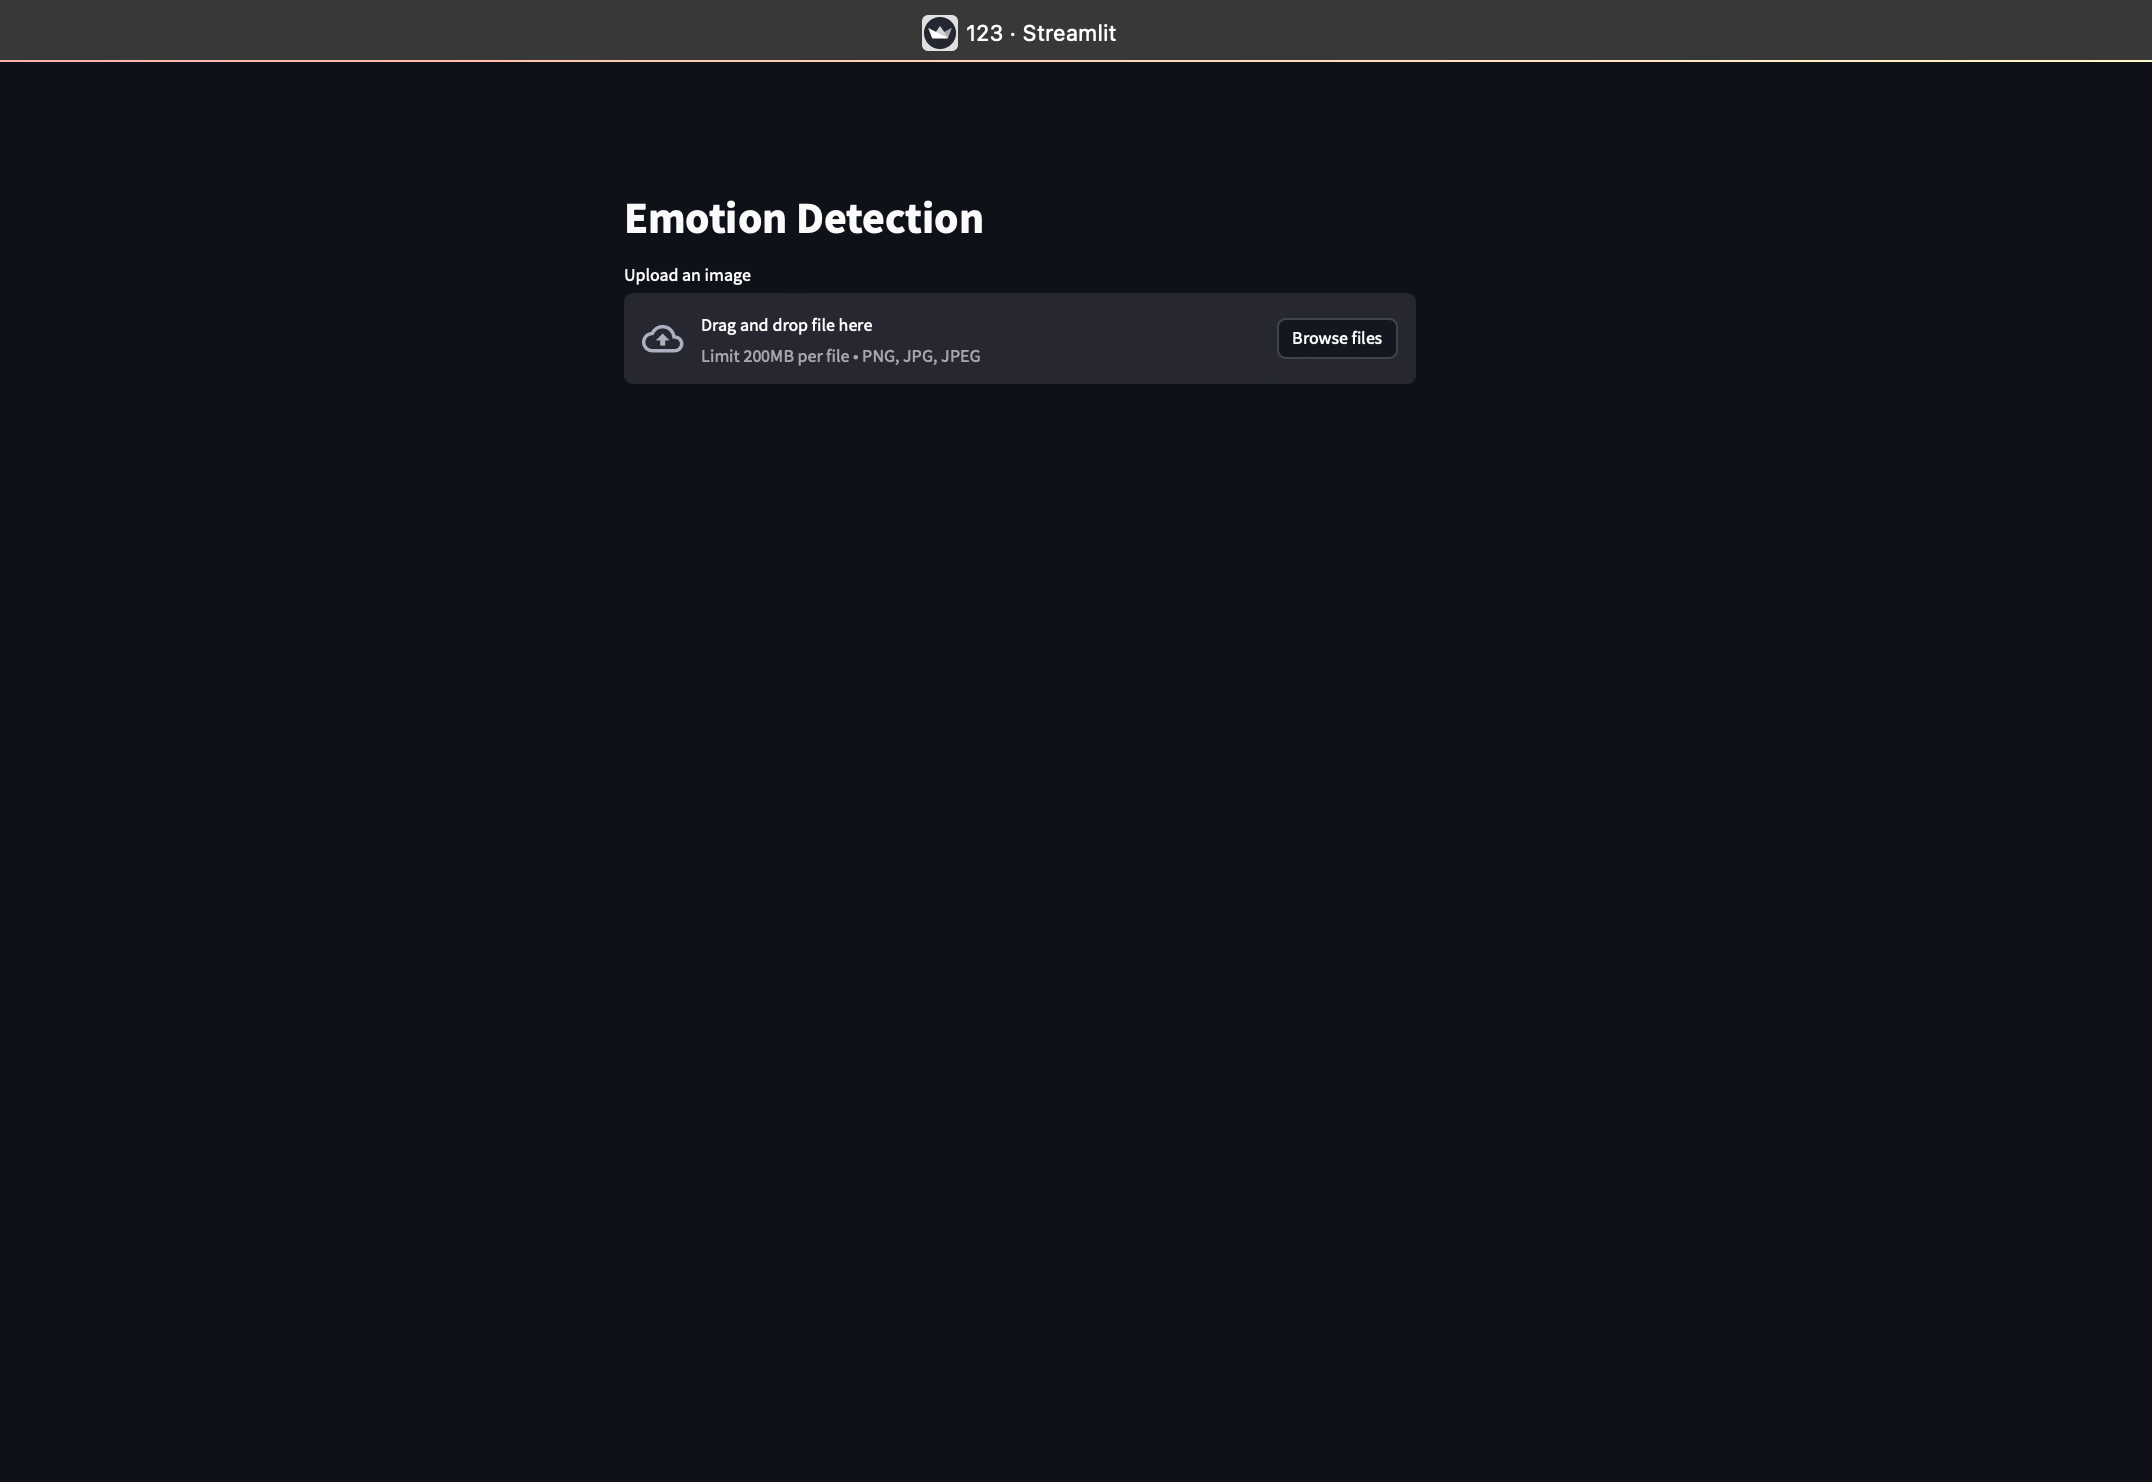 123 · Streamlit
Emotion Detection
Upload an image
Drag and drop file here
Limit 200MB per file • PNG, JPG, JPEG
Browse files